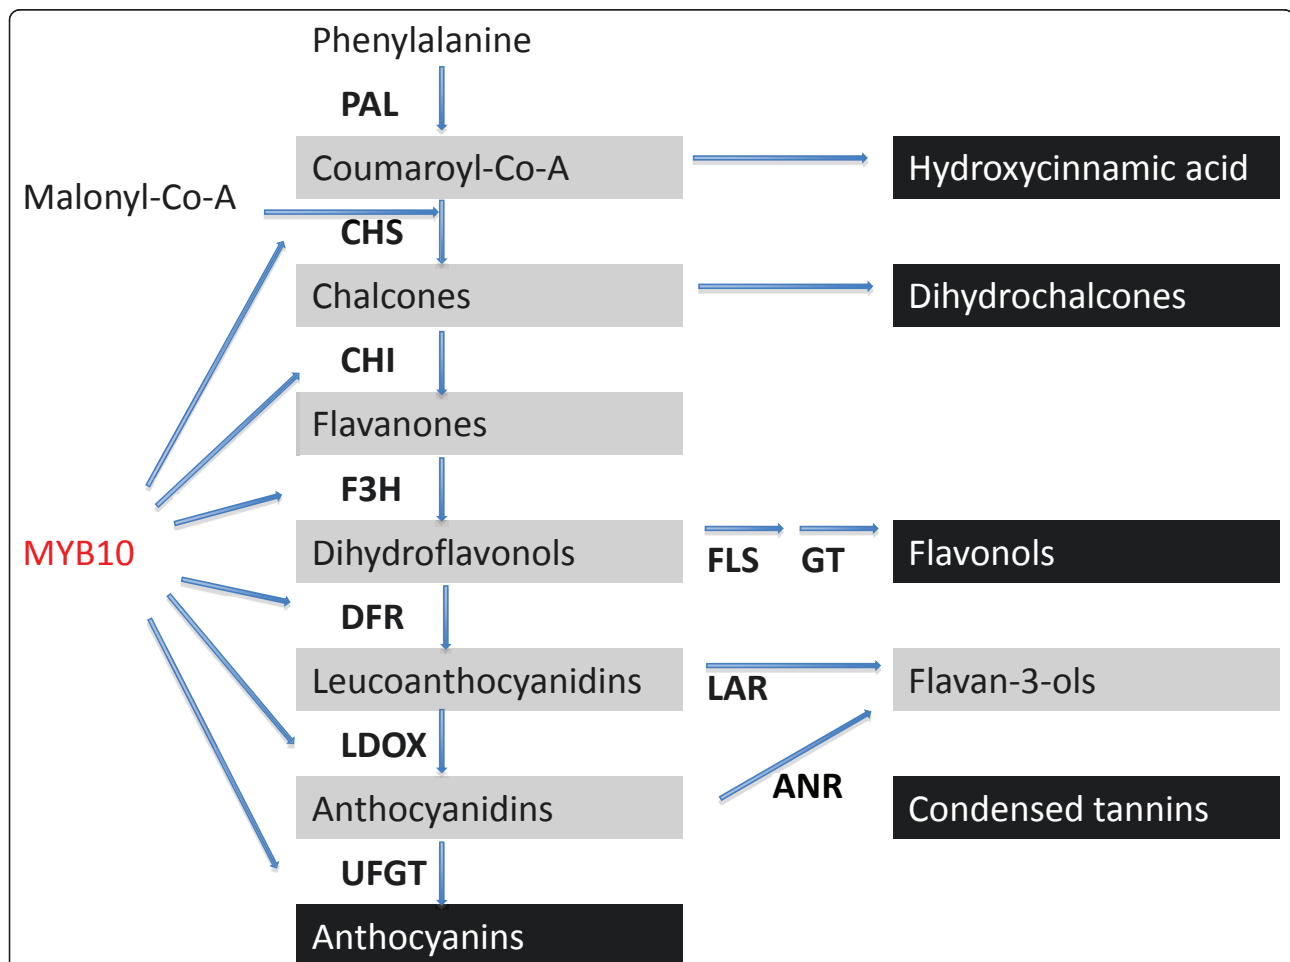 Phenylalanine
PAL
Coumaroyl-Co-A
Hydroxycinnamic acid
Malonyl-Co-A
CHS
Chalcones
Dihydrochalcones
CHI
Flavanones
F3H
MYB10
Dihydroflavonols
FLS
GT
Flavonols
DFR
Leucoanthocyanidins
LAR
Flavan-3-ols
LDOX
ANR
Anthocyanidins
Condensed tannins
UFGT
Anthocyanins